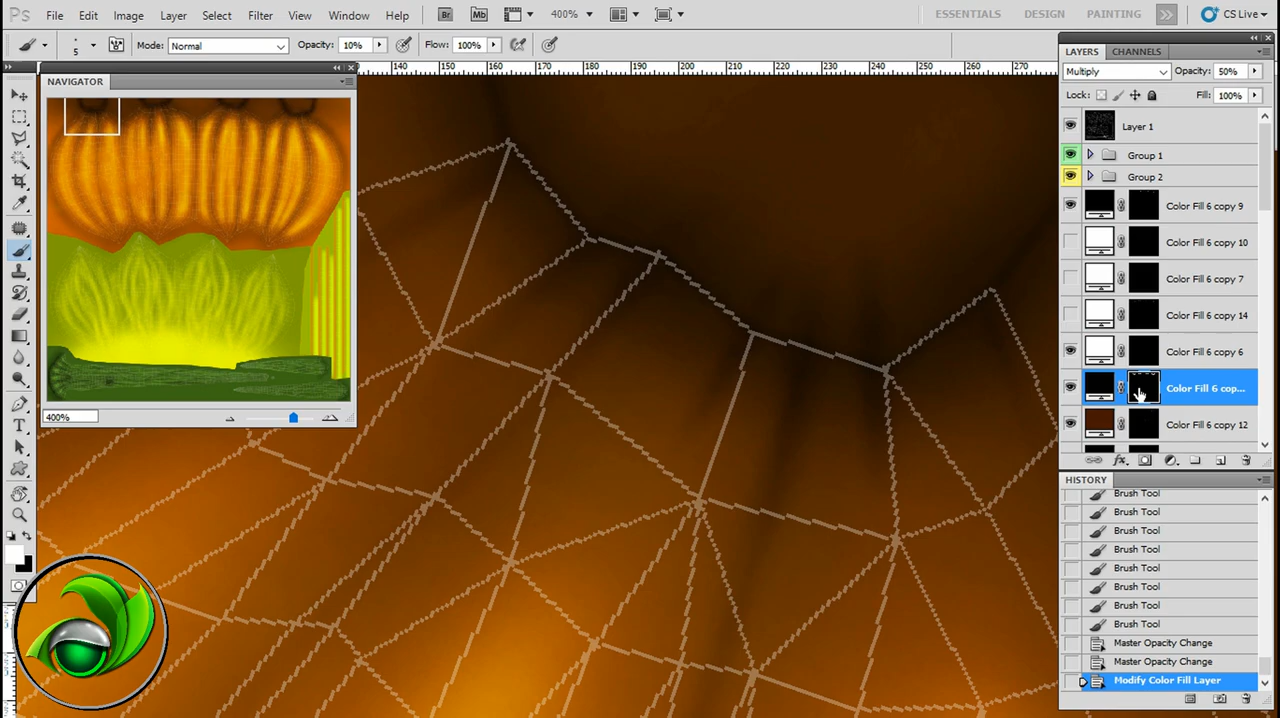 Ps File Edit Image Layer Select Filter View Window Help Br Mb 400% ESSENTIALS DESIGN PAINTING CS Live
5 Mode: Normal Opacity: 10% Flow: 100%
NAVIGATOR
140 150 160 170 180 190 200 210 220 230 240 250 260 270
400%
LAYERS CHANNELS
Multiply Opacity: 50%
Lock: Fill: 100%
Layer 1
Group 1
Group 2
Color Fill 6 copy 9
Color Fill 6 copy 10
Color Fill 6 copy 7
Color Fill 6 copy 14
Color Fill 6 copy 6
Color Fill 6 cop...
Color Fill 6 copy 12
fx
HISTORY
Brush Tool
Brush Tool
Brush Tool
Brush Tool
Brush Tool
Brush Tool
Brush Tool
Brush Tool
Master Opacity Change
Master Opacity Change
Modify Color Fill Layer